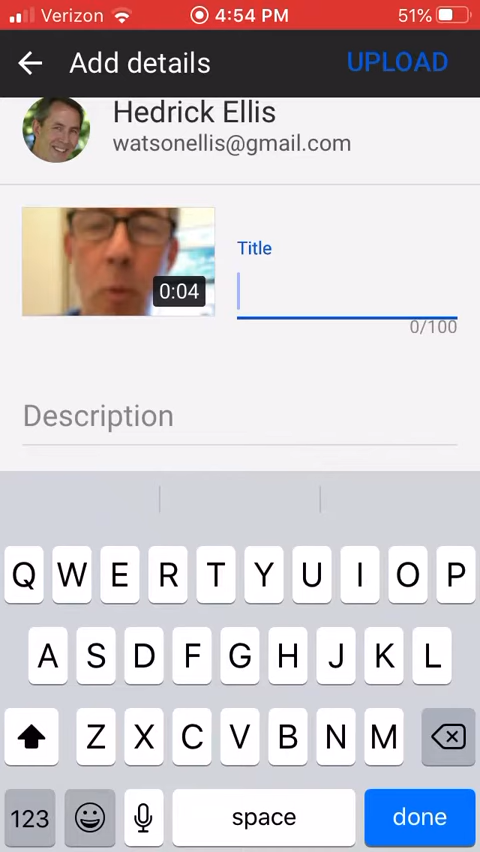 Verizon 4:54 PM 51%
Add details UPLOAD
Hedrick Ellis
watsonellis@gmail.com
Title
0:04
0/100
Description
Q W E R T Y U I O P
A S D F G H J K L
Z X C V B N M
123 space done